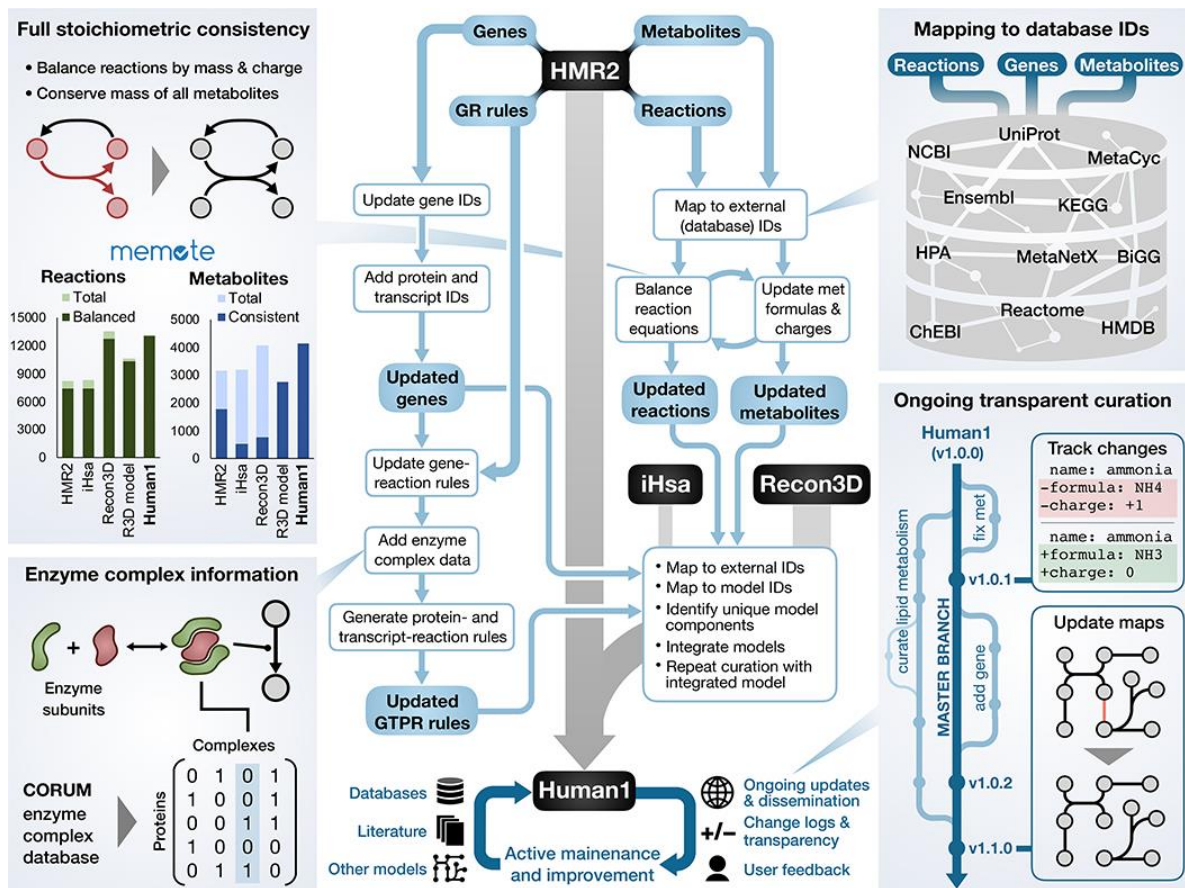 Full stoichiometric consistency
• Balance reactions by mass & charge
• Conserve mass of all metabolites
memote
Reactions
Total
Balanced
15000
12000
9000
6000
3000
0
HMR2
iHsa
Recon3D
R3D model
Human1
Metabolites
Total
Consistent
5000
4000
3000
2000
1000
0
HMR2
iHsa
Recon3D
R3D model
Human1
Enzyme complex information
+
Enzyme
subunits
Complexes
Proteins
0 1 0 1
1 0 0 1
0 0 1 1
1 0 0 0
0 1 1 0
CORUM
enzyme
complex
database
Genes
Metabolites
HMR2
GR rules
Reactions
Update gene IDs
Add protein and
transcript IDs
Updated
genes
Update gene-
reaction rules
Add enzyme
complex data
Generate protein- and
transcript-reaction rules
Updated
GTPR rules
Map to external
(database) IDs
Balance
reaction
equations
Update met
formulas &
charges
Updated
reactions
Updated
metabolites
iHsa
Recon3D
• Map to external IDs
• Map to model IDs
• Identify unique model
components
• Integrate models
• Repeat curation with
integrated model
Human1
Databases
Literature
Other models
Active mainenance
and improvement
Ongoing updates
& dissemination
+/–
Change logs &
transparency
User feedback
Mapping to database IDs
Reactions
Genes
Metabolites
UniProt
NCBI
MetaCyc
Ensembl
KEGG
HPA
MetaNetX
BiGG
Reactome
ChEBI
HMDB
Ongoing transparent curation
Human1
(v1.0.0)
fix met
curate lipid metabolism
MASTER BRANCH
add gene
v1.0.1
v1.0.2
v1.1.0
Track changes
name: ammonia
–formula: NH4
–charge: +1
name: ammonia
+formula: NH3
+charge: 0
Update maps